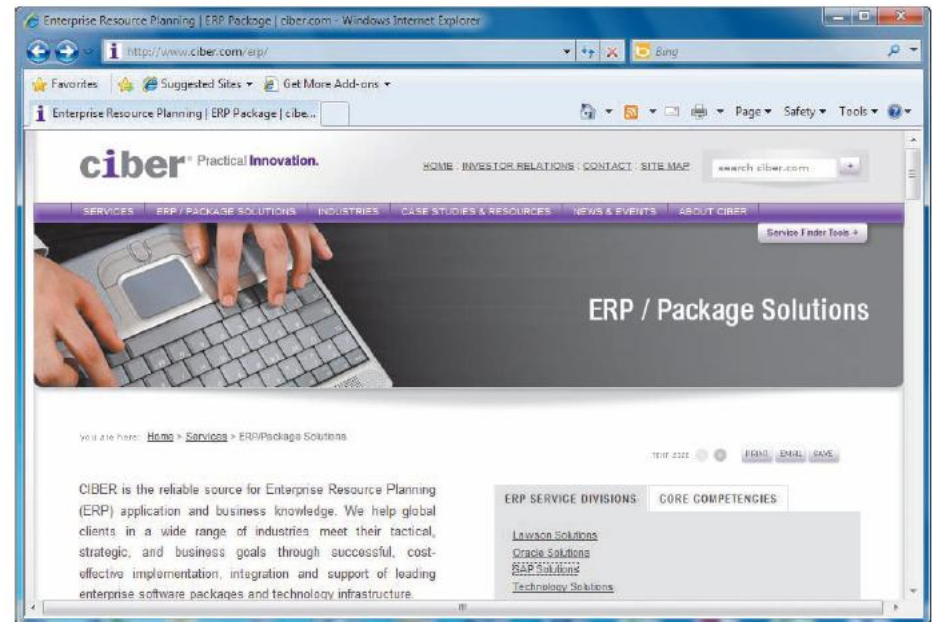 Enterprise Resource Planning | ERP Package | ciber.com - Windows Internet Explorer
http://www.ciber.com/erp/
Bing
Favorites Suggested Sites Get More Add-ons
Enterprise Resource Planning | ERP Package | cibe...
Page Safety Tools
ciber Practical Innovation.
HOME | INVESTOR RELATIONS | CONTACT | SITE MAP
search ciber.com
SERVICES ERP / PACKAGE SOLUTIONS INDUSTRIES CASE STUDIES & RESOURCES NEWS & EVENTS ABOUT CIBER
Service Finder Tools
ERP / Package Solutions
you are here: Home > Services > ERP/Package Solutions
TEXT SIZE PRINT EMAIL SAVE
CIBER is the reliable source for Enterprise Resource Planning
(ERP) application and business knowledge. We help global
clients in a wide range of industries meet their tactical,
strategic, and business goals through successful, cost-
effective implementation, integration and support of leading
enterprise software packages and technology infrastructure.
ERP SERVICE DIVISIONS CORE COMPETENCIES
Lawson Solutions
Oracle Solutions
SAP Solutions
Technology Solutions